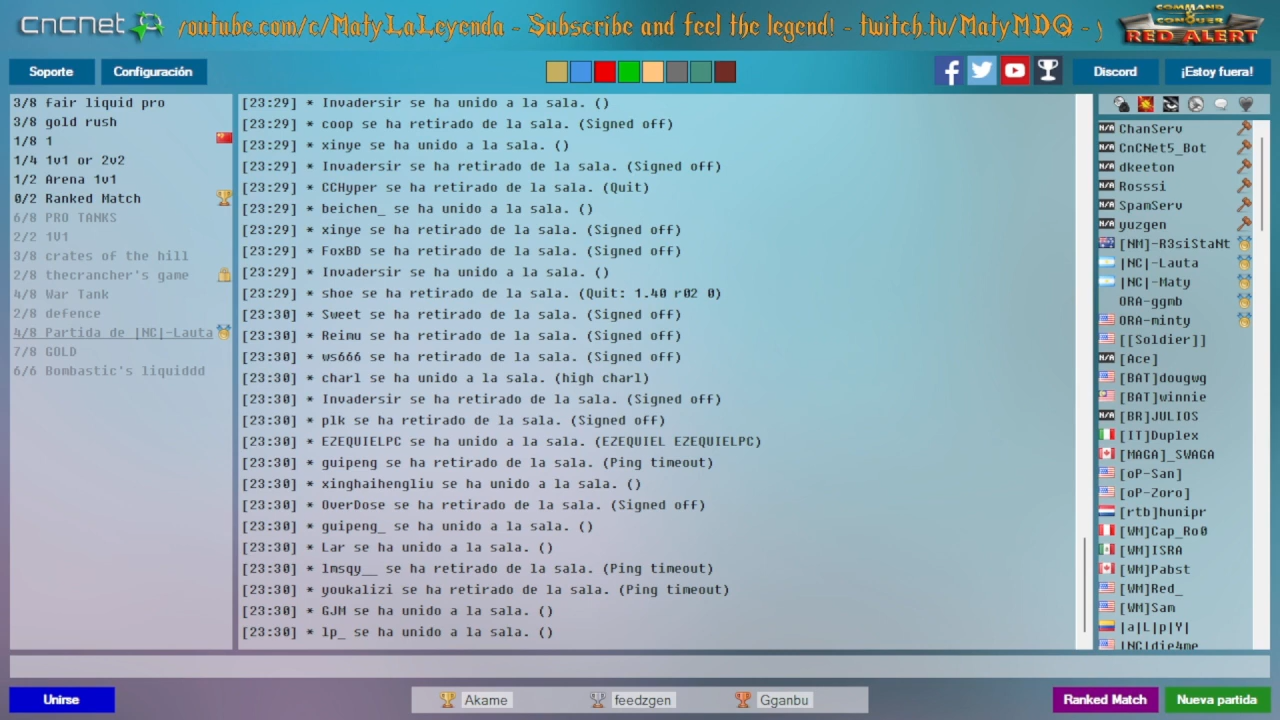 CnCNet
/youtube.com/c/MatyLaLeyenda - Subscribe and feel the legend! - twitch.tv/MatyMDQ - y
COMMAND & CONQUER RED ALERT
Soporte
Configuración
Discord
¡Estoy fuera!
3/8 fair liquid pro
3/8 gold rush
1/8 1
1/4 1v1 or 2v2
1/2 Arena 1v1
0/2 Ranked Match
6/8 PRO TANKS
2/2 1V1
3/8 crates of the hill
2/8 thecrancher's game
4/8 War Tank
2/8 defence
4/8 Partida de |NC|-Lauta
7/8 GOLD
6/6 Bombastic's liquiddd
[23:29] * Invadersir se ha unido a la sala. ()
[23:29] * coop se ha retirado de la sala. (Signed off)
[23:29] * xinye se ha unido a la sala. ()
[23:29] * Invadersir se ha retirado de la sala. (Signed off)
[23:29] * CCHyper se ha retirado de la sala. (Quit)
[23:29] * beichen_ se ha unido a la sala. ()
[23:29] * xinye se ha retirado de la sala. (Signed off)
[23:29] * FoxBD se ha retirado de la sala. (Signed off)
[23:29] * Invadersir se ha unido a la sala. ()
[23:29] * shoe se ha retirado de la sala. (Quit: 1.40 r02 0)
[23:30] * Sweet se ha retirado de la sala. (Signed off)
[23:30] * Reimu se ha retirado de la sala. (Signed off)
[23:30] * ws666 se ha retirado de la sala. (Signed off)
[23:30] * charl se ha unido a la sala. (high charl)
[23:30] * Invadersir se ha retirado de la sala. (Signed off)
[23:30] * plk se ha retirado de la sala. (Signed off)
[23:30] * EZEQUIELPC se ha unido a la sala. (EZEQUIEL EZEQUIELPC)
[23:30] * guipeng se ha retirado de la sala. (Ping timeout)
[23:30] * xinghaihengliu se ha unido a la sala. ()
[23:30] * OverDose se ha retirado de la sala. (Signed off)
[23:30] * guipeng_ se ha unido a la sala. ()
[23:30] * Lar se ha unido a la sala. ()
[23:30] * lmsqy__ se ha retirado de la sala. (Ping timeout)
[23:30] * youkalizi se ha retirado de la sala. (Ping timeout)
[23:30] * GJM se ha unido a la sala. ()
[23:30] * lp_ se ha unido a la sala. ()
N/A ChanServ
N/A CnCNet5_Bot
N/A dkeeton
N/A Rosssi
N/A SpamServ
N/A yuzgen
[NM]-R3siStaNt
|NC|-Lauta
|NC|-Maty
ORA-ggmb
ORA-minty
[[Soldier]]
N/A [Ace]
[BAT]dougwg
[BAT]winnie
N/A [BR]JULIOS
[IT]Duplex
[MAGA]_SWAGA
[oP-San]
[oP-Zoro]
[rtb]hunipr
[WM]Cap_Ro0
[WM]ISRA
[WM]Pabst
[WM]Red_
[WM]Sam
|a|L|p|Y|
|NC|die4me
Unirse
Akame
feedzgen
Gganbu
Ranked Match
Nueva partida